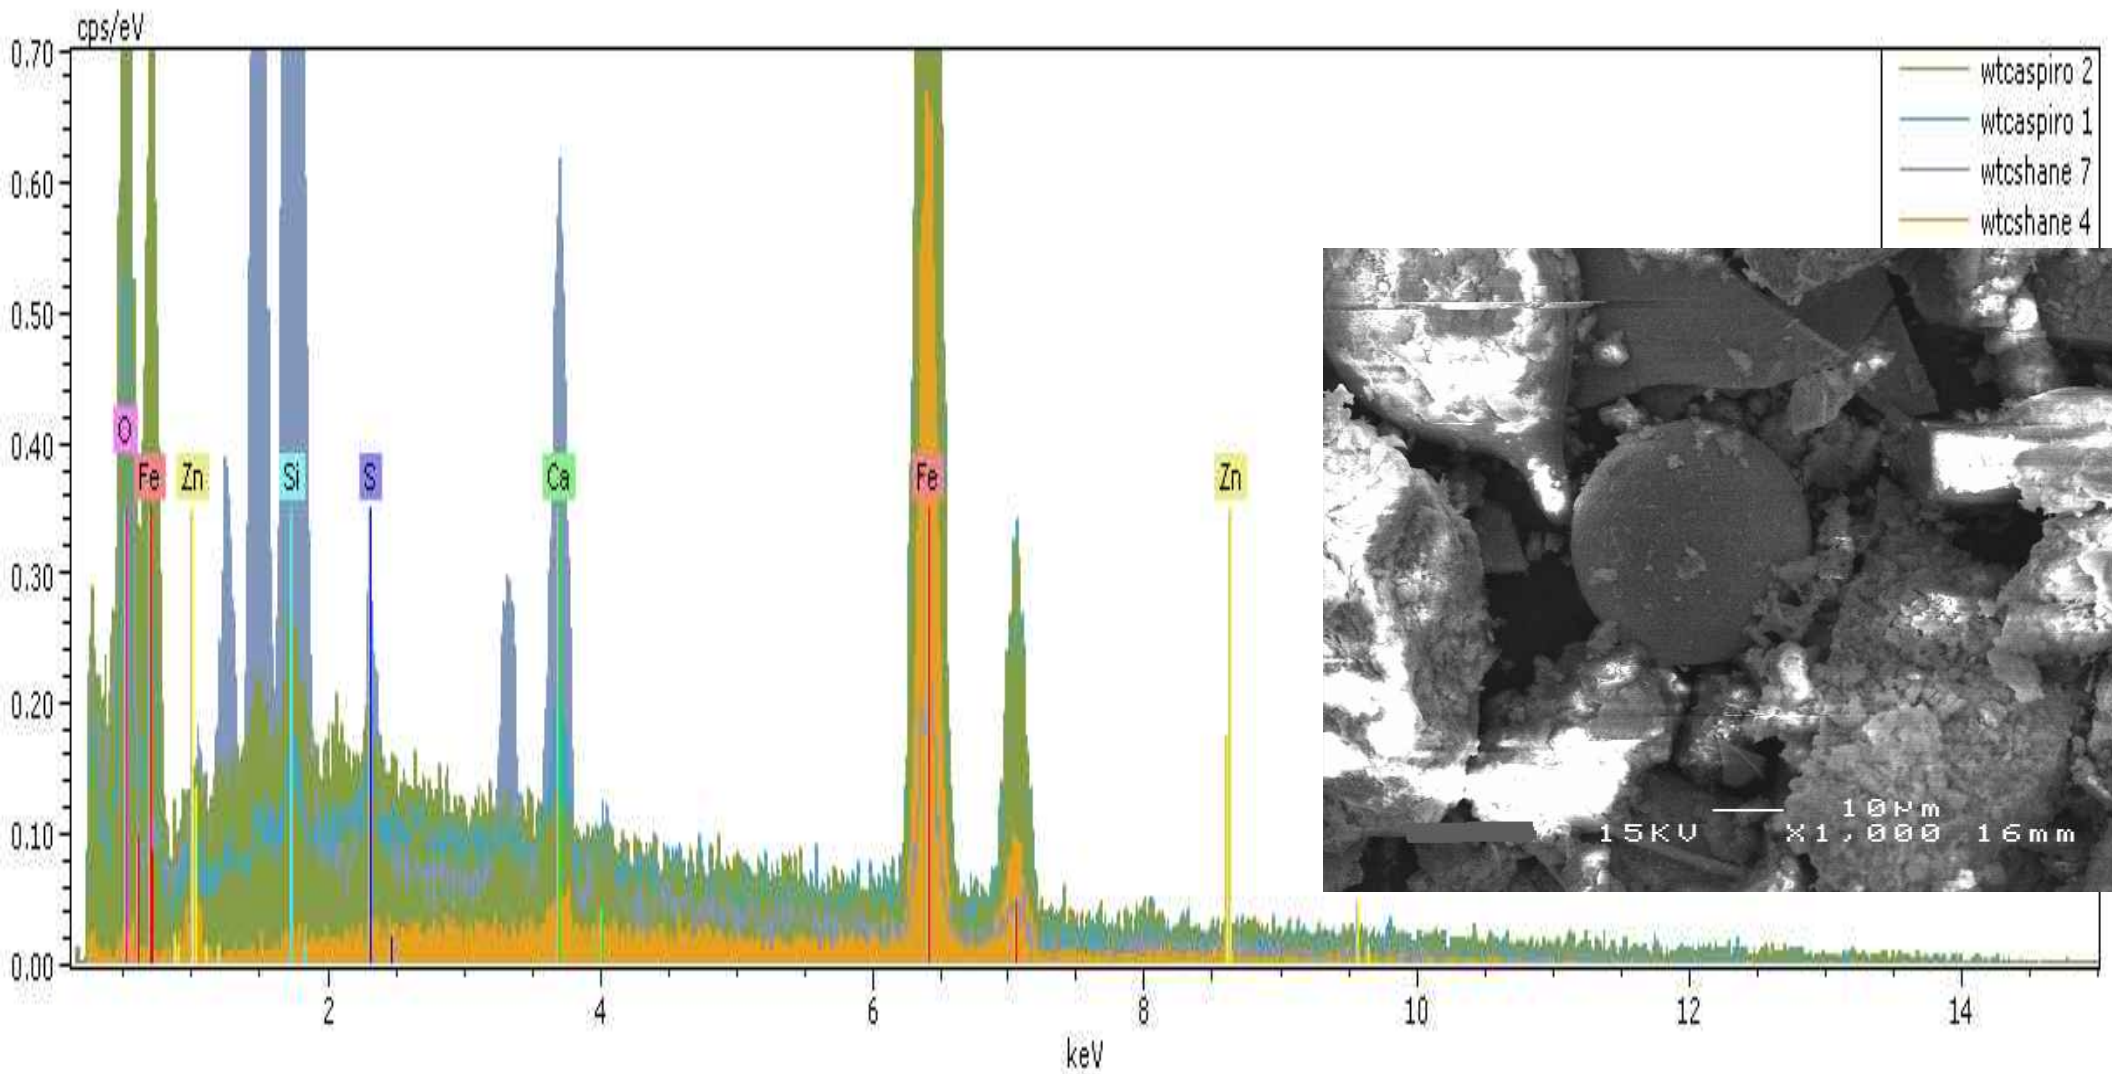 cps/eV
0.70
0.60
0.50
0.40
0.30
0.20
0.10
0.00
wtcaspiro 2
wtcaspiro 1
wtcshane 7
wtcshane 4
O
Fe Zn Si S Ca Fe Zn
10µm
15KV X1,000 16mm
2 4 6 8 10 12 14
keV